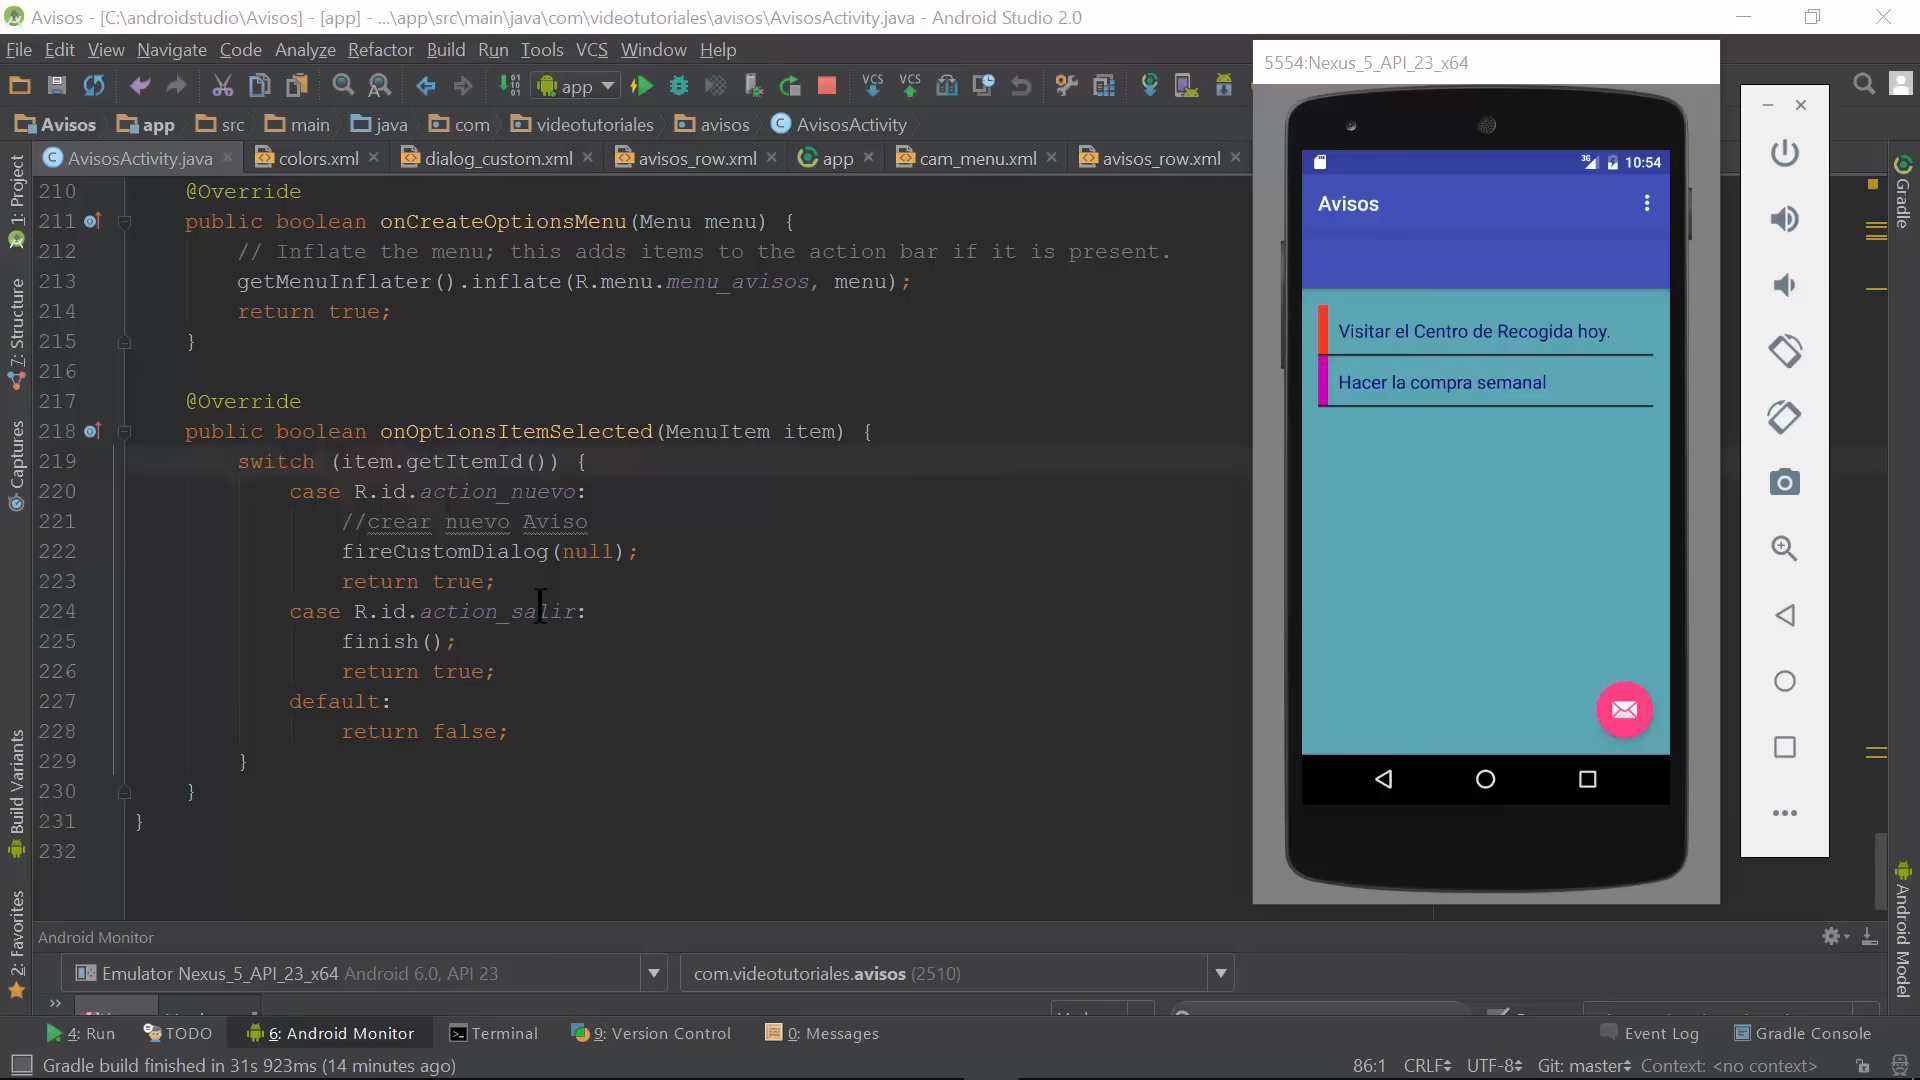 Avisos - [C:\androidstudio\Avisos] - [app] - ...\app\src\main\java\com\videotutoriales\avisos\AvisosActivity.java - Android Studio 2.0
File Edit View Navigate Code Analyze Refactor Build Run Tools VCS Window Help
app VCS VCS
Avisos app src main java com videotutoriales avisos AvisosActivity
AvisosActivity.java colors.xml dialog_custom.xml avisos_row.xml app cam_menu.xml avisos_row.xml
1: Project
7: Structure
Captures
Build Variants
2: Favorites
210 @Override
211 public boolean onCreateOptionsMenu(Menu menu) {
212 // Inflate the menu; this adds items to the action bar if it is present.
213 getMenuInflater().inflate(R.menu.menu_avisos, menu);
214 return true;
215 }
216
217 @Override
218 public boolean onOptionsItemSelected(MenuItem item) {
219 switch (item.getItemId()) {
220 case R.id.action_nuevo:
221 //crear nuevo Aviso
222 fireCustomDialog(null);
223 return true;
224 case R.id.action_salir:
225 finish();
226 return true;
227 default:
228 return false;
229 }
230 }
231 }
232
5554:Nexus_5_API_23_x64
3G 10:54
Avisos
Visitar el Centro de Recogida hoy.
Hacer la compra semanal
Gradle
Android Model
Android Monitor
Emulator Nexus_5_API_23_x64 Android 6.0, API 23 com.videotutoriales.avisos (2510)
4: Run TODO 6: Android Monitor Terminal 9: Version Control 0: Messages Event Log Gradle Console
Gradle build finished in 31s 923ms (14 minutes ago) 86:1 CRLF UTF-8 Git: master Context: <no context>